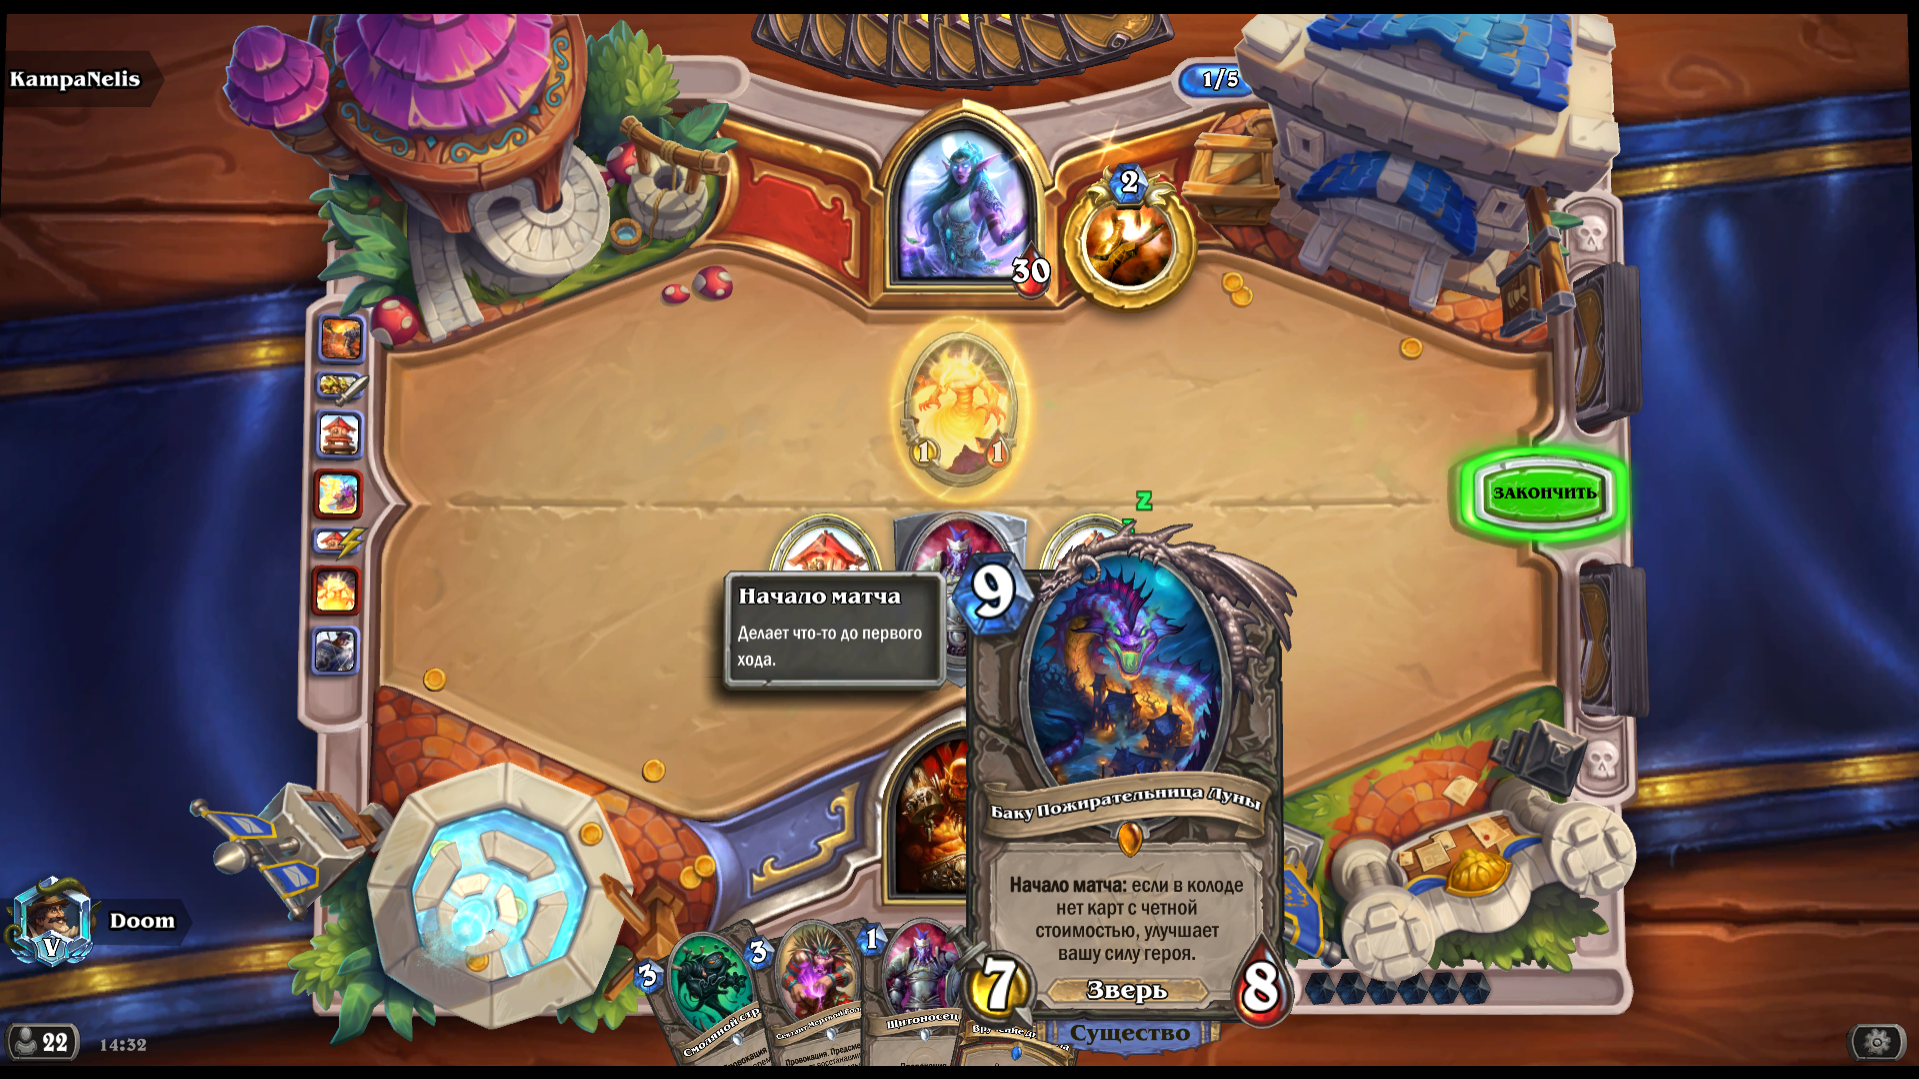 KampaNelis
1/5
2
30
1
1
z
ЗАКОНЧИТЬ
Начало матча
Делает что-то до первого
хода.
9
Баку Пожирательница Луны
Начало матча: если в колоде
нет карт с четной
стоимостью, улучшает
вашу силу героя.
7
Зверь
8
Существо
Doom
V
3
3
1
Щитоносец
22
14:32